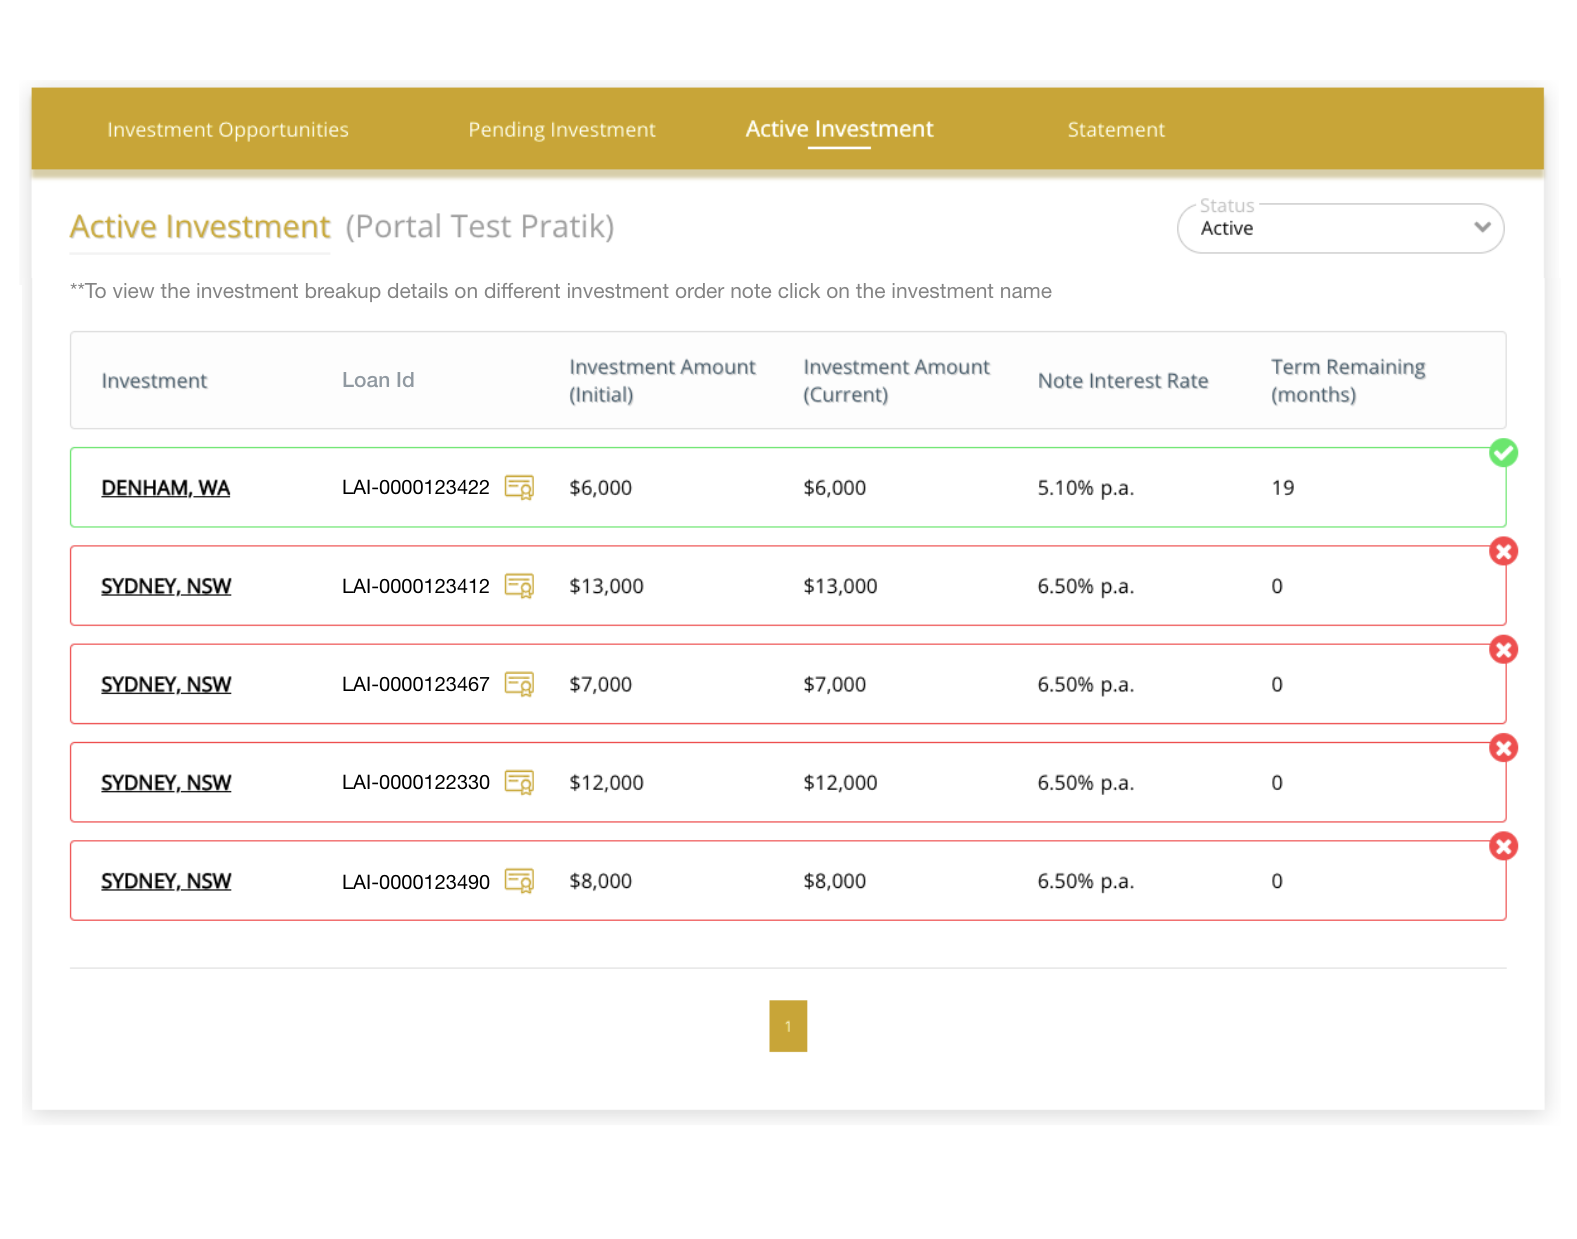 Investment Opportunities Pending Investment Active Investment Statement
Active Investment (Portal Test Pratik)
Status
Active
**To view the investment breakup details on different investment order note click on the investment name
Investment Loan Id Investment Amount (Initial) Investment Amount (Current) Note Interest Rate Term Remaining (months)
DENHAM, WA LAI-0000123422 $6,000 $6,000 5.10% p.a. 19
SYDNEY, NSW LAI-0000123412 $13,000 $13,000 6.50% p.a. 0
SYDNEY, NSW LAI-0000123467 $7,000 $7,000 6.50% p.a. 0
SYDNEY, NSW LAI-0000122330 $12,000 $12,000 6.50% p.a. 0
SYDNEY, NSW LAI-0000123490 $8,000 $8,000 6.50% p.a. 0
1